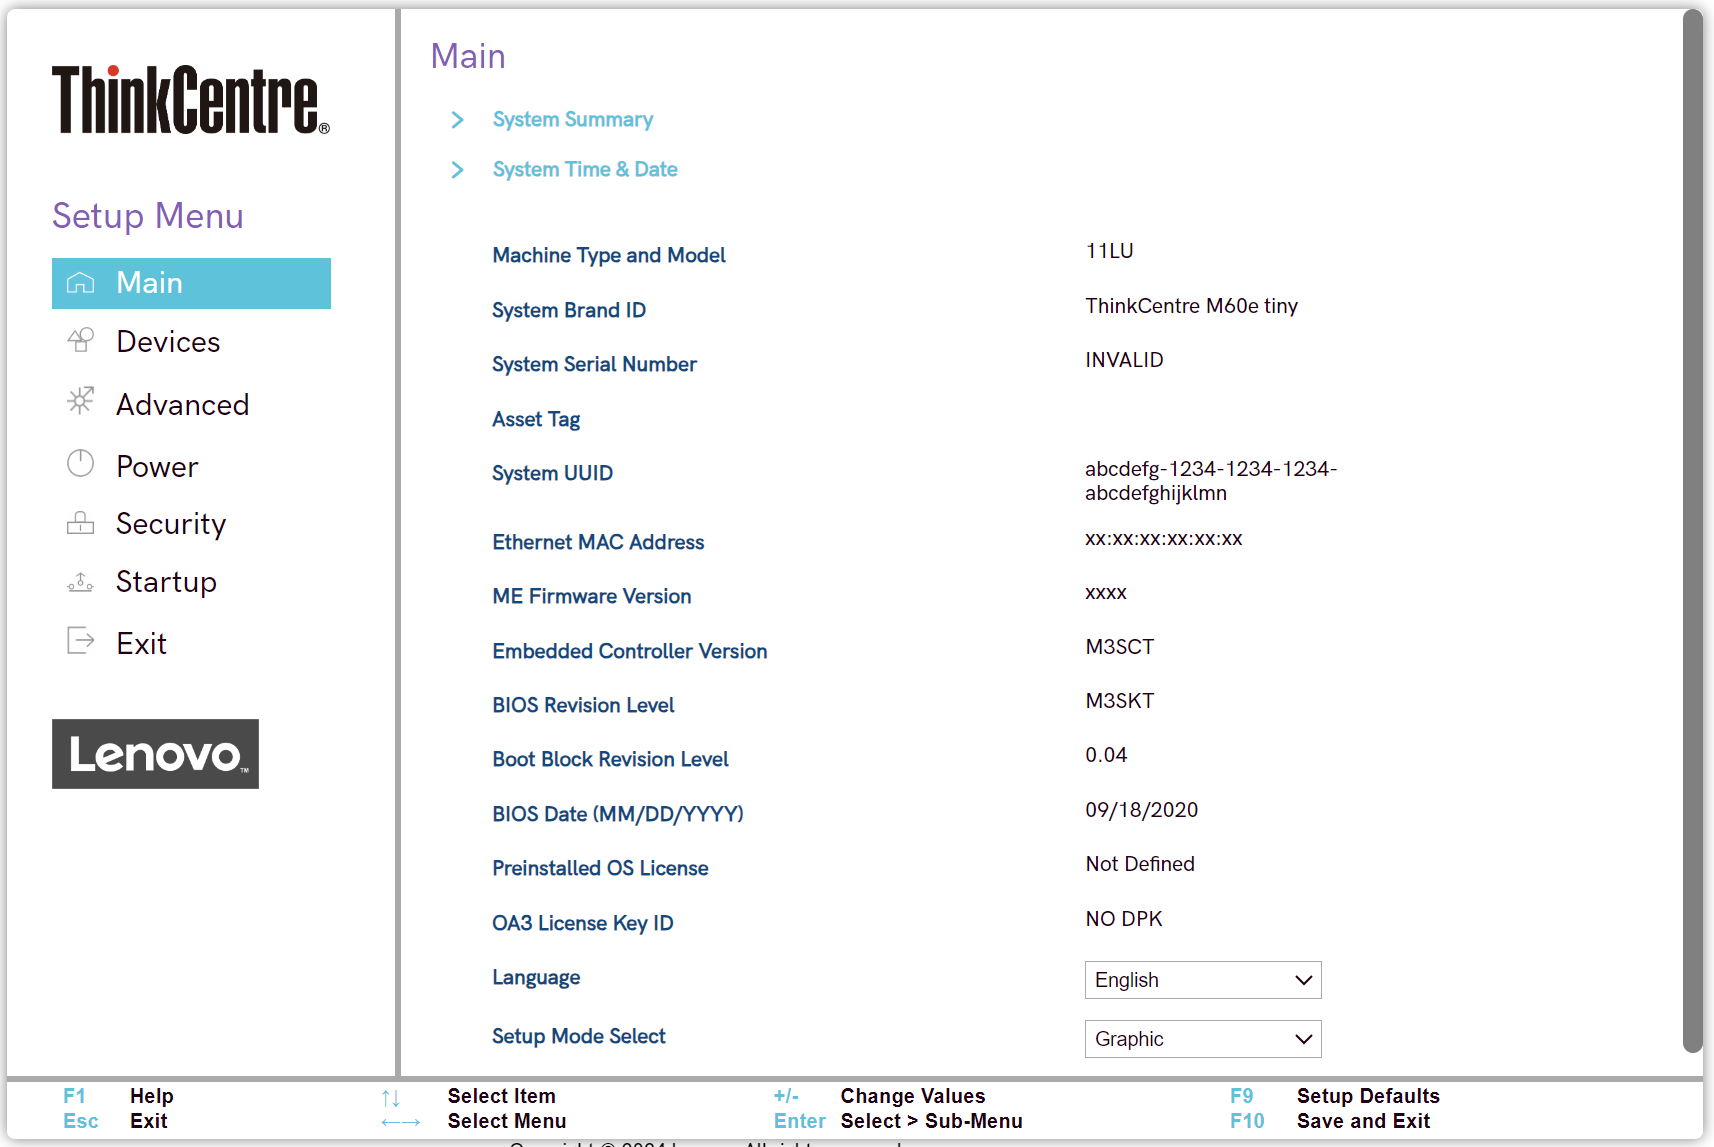 ThinkCentre®
Setup Menu
Main
Devices
Advanced
Power
Security
Startup
Exit
Lenovo™
Main
> System Summary
> System Time & Date
Machine Type and Model 11LU
System Brand ID ThinkCentre M60e tiny
System Serial Number INVALID
Asset Tag
System UUID abcdefg-1234-1234-1234-
abcdefghijklmn
Ethernet MAC Address xx:xx:xx:xx:xx:xx
ME Firmware Version xxxx
Embedded Controller Version M3SCT
BIOS Revision Level M3SKT
Boot Block Revision Level 0.04
BIOS Date (MM/DD/YYYY) 09/18/2020
Preinstalled OS License Not Defined
OA3 License Key ID NO DPK
Language English
Setup Mode Select Graphic
F1 Help ↑↓ Select Item +/- Change Values F9 Setup Defaults
Esc Exit ←→ Select Menu Enter Select > Sub-Menu F10 Save and Exit